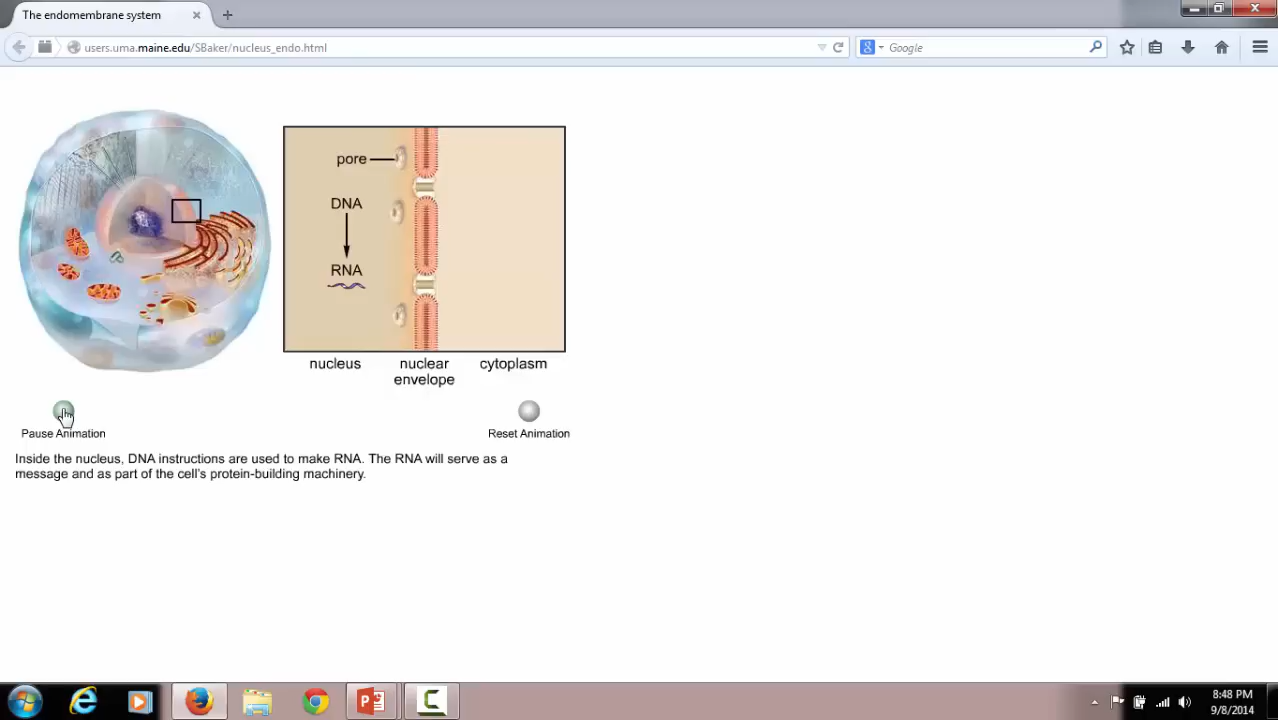 The endomembrane system
users.uma.maine.edu/SBaker/nucleus_endo.html
Google
pore
DNA
RNA
nucleus
nuclear envelope
cytoplasm
Pause Animation
Reset Animation
Inside the nucleus, DNA instructions are used to make RNA. The RNA will serve as a
message and as part of the cell's protein-building machinery.
8:48 PM
9/8/2014